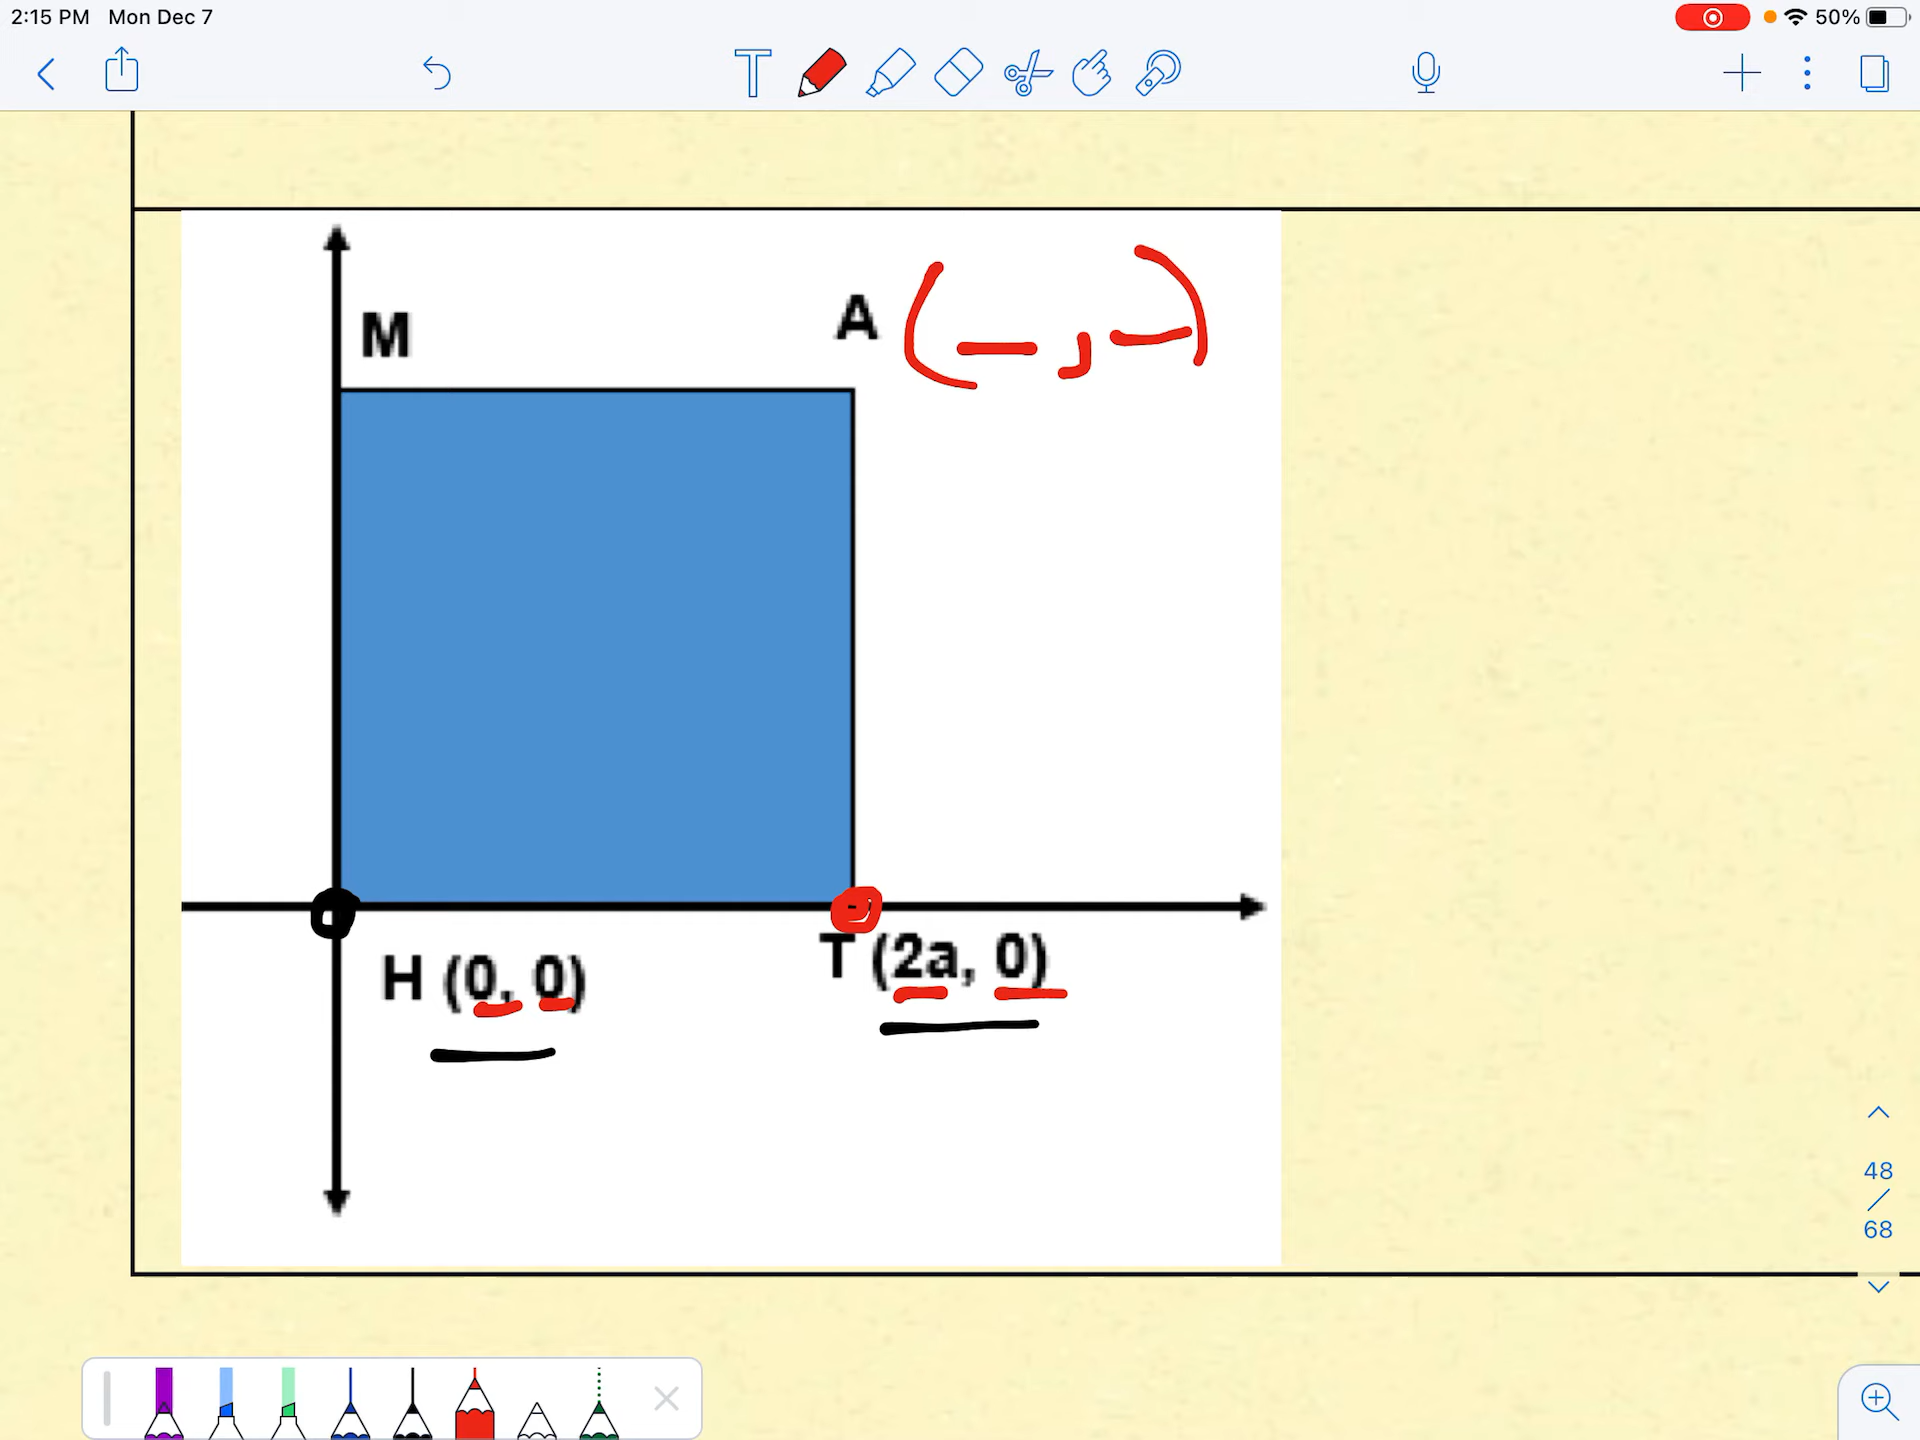 2:15 PM Mon Dec 7
50%
T
M
A ( _ , _ )
H (0, 0)
T (2a, 0)
48
/
68